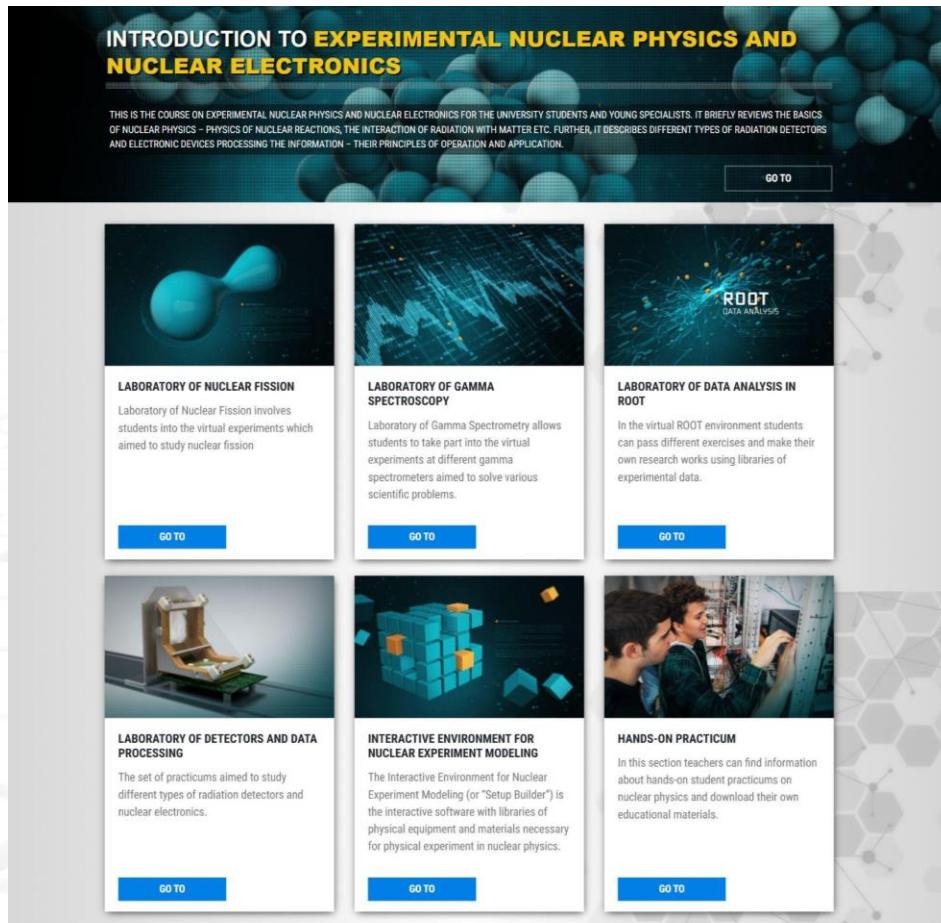 INTRODUCTION TO EXPERIMENTAL NUCLEAR PHYSICS AND
NUCLEAR ELECTRONICS
THIS IS THE COURSE ON EXPERIMENTAL NUCLEAR PHYSICS AND NUCLEAR ELECTRONICS FOR THE UNIVERSITY STUDENTS AND YOUNG SPECIALISTS. IT BRIEFLY REVIEWS THE BASICS
OF NUCLEAR PHYSICS – PHYSICS OF NUCLEAR REACTIONS, THE INTERACTION OF RADIATION WITH MATTER ETC. FURTHER, IT DESCRIBES DIFFERENT TYPES OF RADIATION DETECTORS
AND ELECTRONIC DEVICES PROCESSING THE INFORMATION – THEIR PRINCIPLES OF OPERATION AND APPLICATION.
GO TO
LABORATORY OF NUCLEAR FISSION
Laboratory of Nuclear Fission involves
students into the virtual experiments which
aimed to study nuclear fission
GO TO
LABORATORY OF GAMMA
SPECTROSCOPY
Laboratory of Gamma Spectrometry allows
students to take part into the virtual
experiments at different gamma
spectrometers aimed to solve various
scientific problems.
GO TO
ROOT
DATA ANALYSIS
LABORATORY OF DATA ANALYSIS IN
ROOT
In the virtual ROOT environment students
can pass different exercises and make their
own research works using libraries of
experimental data.
GO TO
LABORATORY OF DETECTORS AND DATA
PROCESSING
The set of practicums aimed to study
different types of radiation detectors and
nuclear electronics.
GO TO
INTERACTIVE ENVIRONMENT FOR
NUCLEAR EXPERIMENT MODELING
The Interactive Environment for Nuclear
Experiment Modeling (or "Setup Builder") is
the interactive software with libraries of
physical equipment and materials necessary
for physical experiment in nuclear physics.
GO TO
HANDS-ON PRACTICUM
In this section teachers can find information
about hands-on student practicums on
nuclear physics and download their own
educational materials.
GO TO